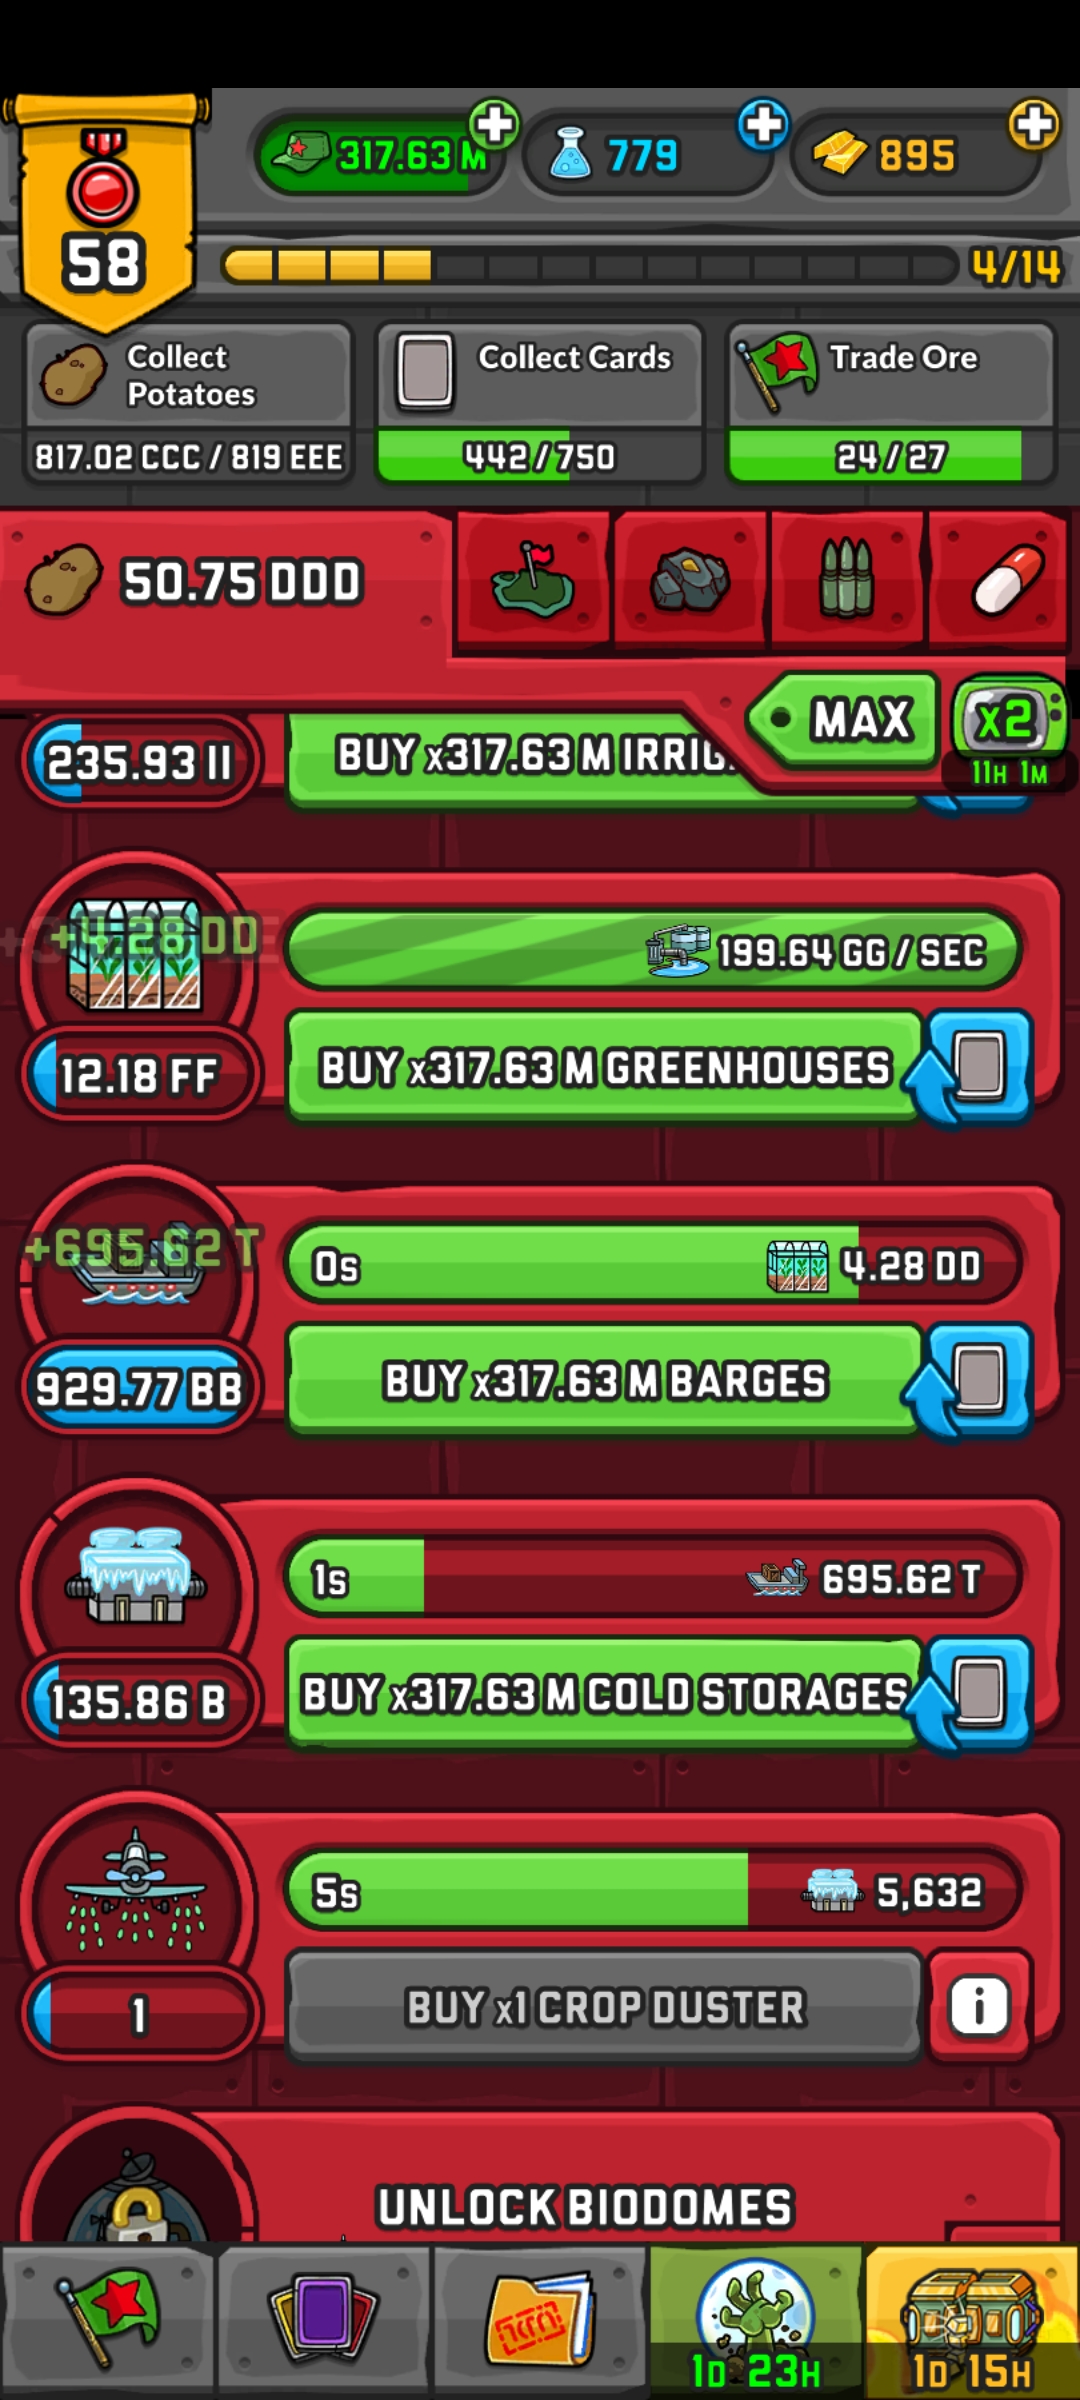 317.63 M
779
895
58
4/14
Collect
Potatoes
Collect Cards
Trade Ore
817.02 CCC / 819 EEE
442/750
24/27
50.75 DDD
MAX
x2
11H 1M
235.93 II
BUY x317.63 M IRRIG.
+4.28 DD
199.64 GG / SEC
12.18 FF
BUY x317.63 M GREENHOUSES
+695.62 T
0s
4.28 DD
929.77 BB
BUY x317.63 M BARGES
1s
695.62 T
135.86 B
BUY x317.63 M COLD STORAGES
5s
5,632
1
BUY x1 CROP DUSTER
i
UNLOCK BIODOMES
1D 23H
1D 15H